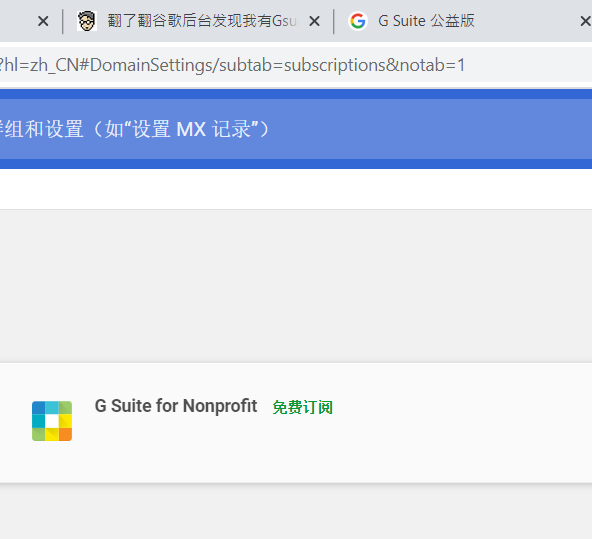 翻了翻谷歌后台发现我有Gsu
G Suite 公益版
?hl=zh_CN#DomainSettings/subtab=subscriptions&notab=1
群组和设置（如“设置 MX 记录”）
G Suite for Nonprofit 免费订阅